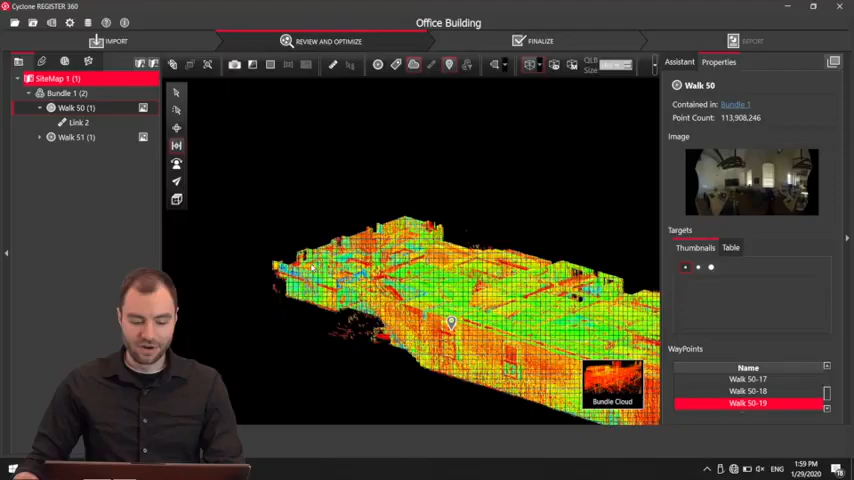 Cyclone REGISTER 360
Office Building
IMPORT
REVIEW AND OPTIMIZE
FINALIZE
REPORT
QLB
Size
Assistant
Properties
SiteMap 1 (1)
Bundle 1 (2)
Walk 50 (1)
Link 2
Walk 51 (1)
Walk 50
Contained in: Bundle 1
Point Count: 113,908,246
Image
Targets
Thumbnails
Table
WayPoints
Name
Walk 50-17
Walk 50-18
Walk 50-19
Bundle Cloud
ENG
1:59 PM
1/29/2020